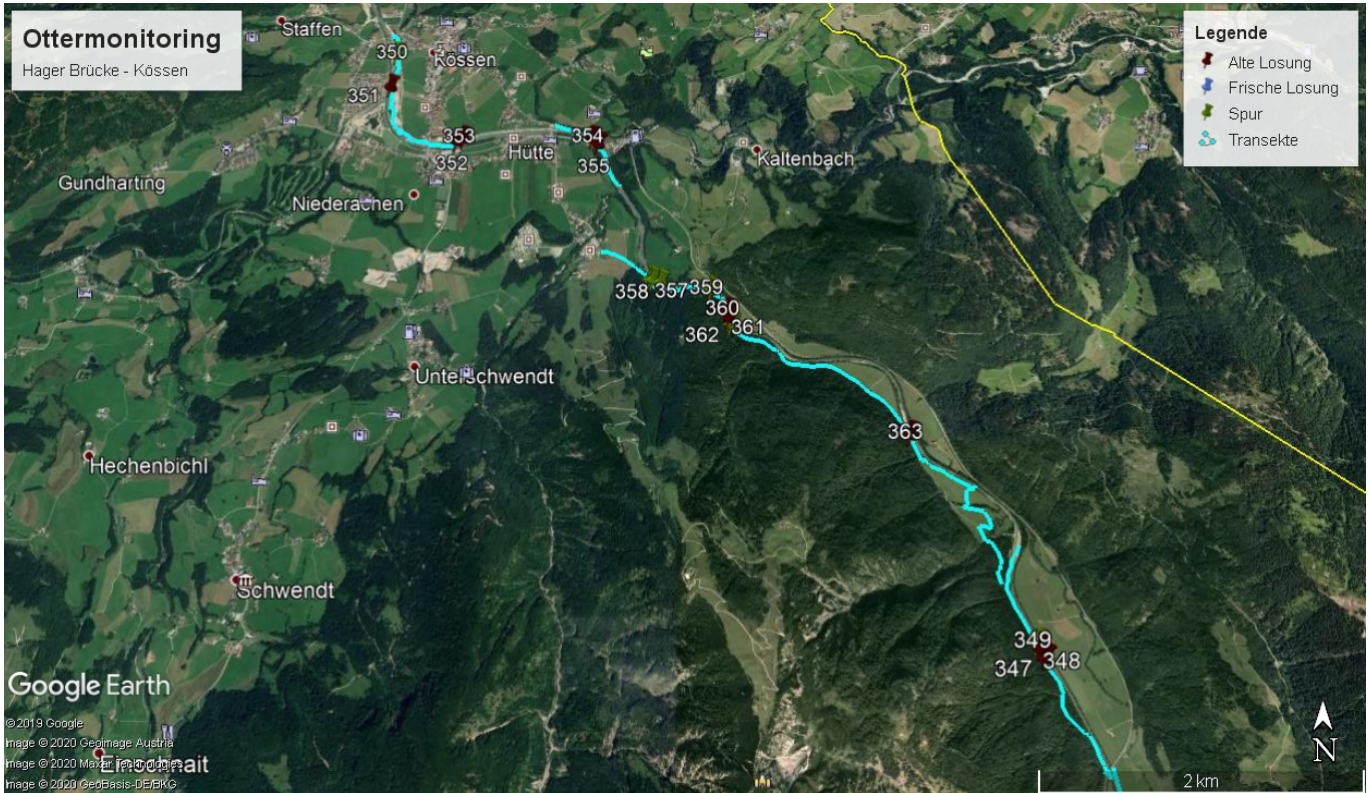 Ottermonitoring
Hager Brücke - Kössen
Legende
Alte Losung
Frische Losung
Spur
Transekte
Staffen
350
Kössen
351
353
352
Hütte
354
355
Kaltenbach
Gundharting
Niederachen
358
357
359
360
362
361
Unterschwendt
363
Hechenbichl
Schwendt
349
347
348
Google Earth
© 2019 Google
Image © 2020 GeoImage Austria
Image © 2020 Maxar Technologies
Image © 2020 GeoBasis-DE/BKG
N
2 km